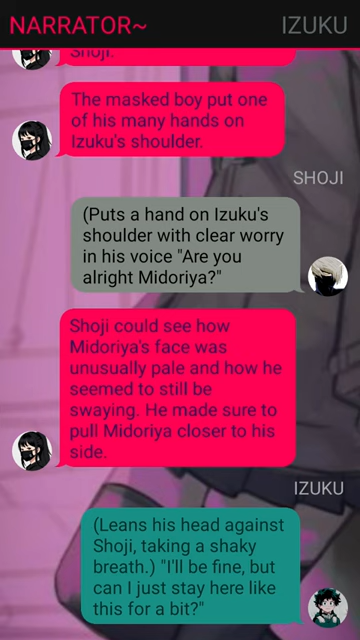 NARRATOR~ IZUKU
Shoji.
The masked boy put one
of his many hands on
Izuku's shoulder.
SHOJI
(Puts a hand on Izuku's
shoulder with clear worry
in his voice "Are you
alright Midoriya?"
Shoji could see how
Midoriya's face was
unusually pale and how he
seemed to still be
swaying. He made sure to
pull Midoriya closer to his
side.
IZUKU
(Leans his head against
Shoji, taking a shaky
breath.) "I'll be fine, but
can I just stay here like
this for a bit?"